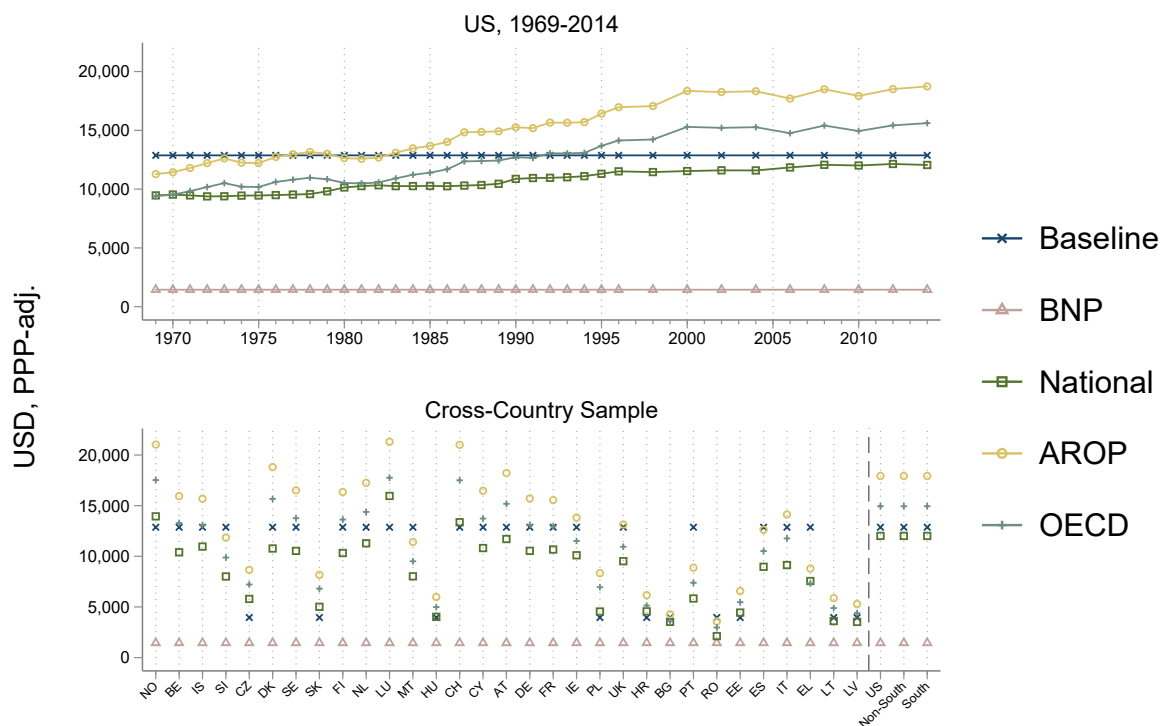 US, 1969-2014
20,000
15,000
10,000
5,000
0
1970 1975 1980 1985 1990 1995 2000 2005 2010
USD, PPP-adj.
Cross-Country Sample
20,000
15,000
10,000
5,000
0
NO BE IS SI CZ DK SE SK FI NL LU MT HU CH CY AT DE FR IE PL UK HR BG PT RO EE ES IT EL LT LV US Non-South South
Baseline
BNP
National
AROP
OECD